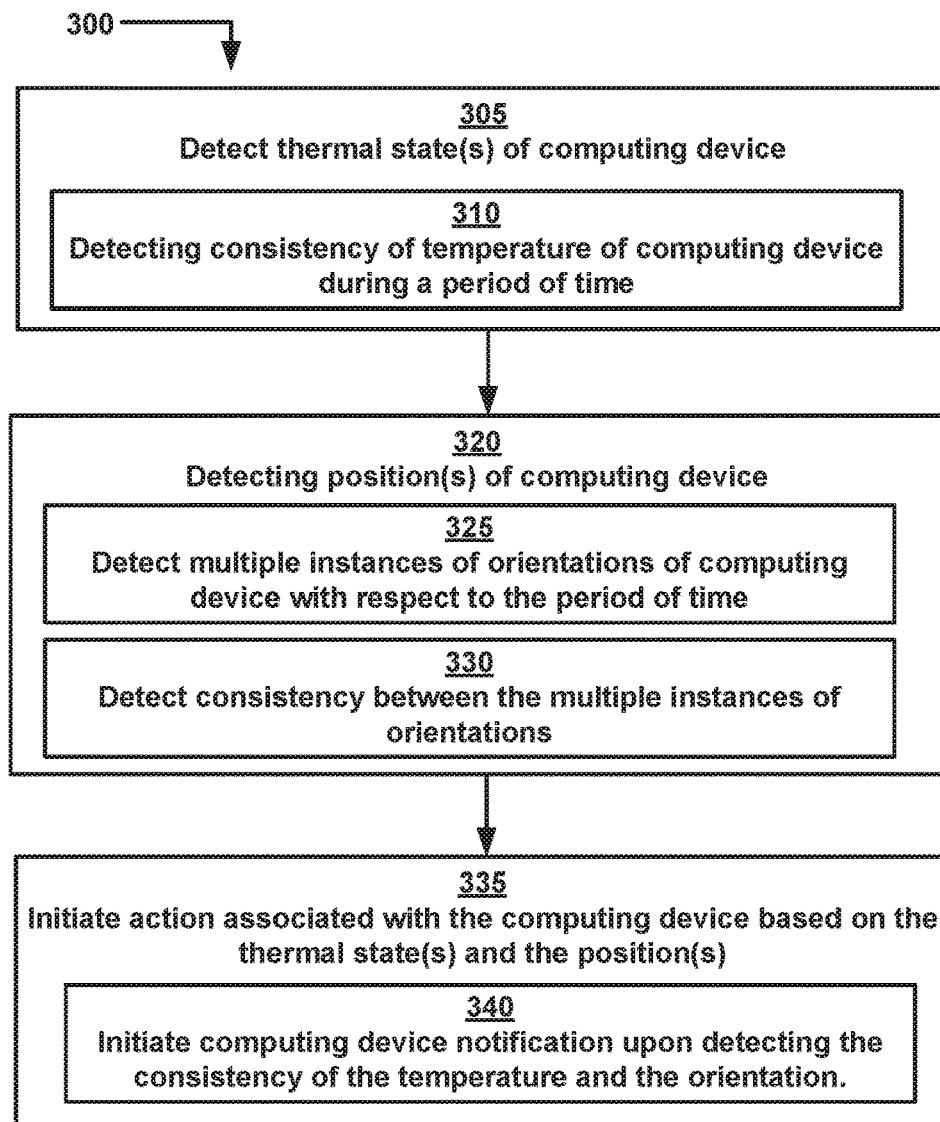 300
305
Detect thermal state(s) of computing device
310
Detecting consistency of temperature of computing device
during a period of time
320
Detecting position(s) of computing device
325
Detect multiple instances of orientations of computing
device with respect to the period of time
330
Detect consistency between the multiple instances of
orientations
335
Initiate action associated with the computing device based on the
thermal state(s) and the position(s)
340
Initiate computing device notification upon detecting the
consistency of the temperature and the orientation.